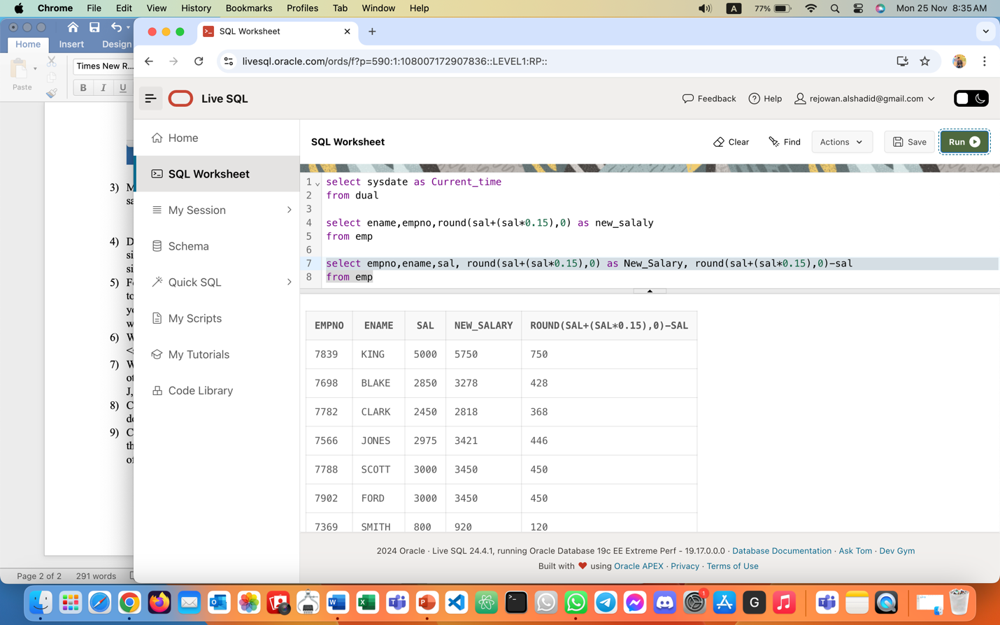 Chrome File Edit View History Bookmarks Profiles Tab Window Help
A 77% Mon 25 Nov 8:35 AM
Home Insert Design
Times New R...
Paste
B I U
SQL Worksheet
livesql.oracle.com/ords/f?p=590:1:108007172907836::LEVEL1:RP::
Live SQL
Feedback Help rejowan.alshadid@gmail.com
Home
SQL Worksheet
My Session
Schema
Quick SQL
My Scripts
My Tutorials
Code Library
SQL Worksheet Clear Find Actions Save Run
1 select sysdate as Current_time
2 from dual
3
4 select ename,empno,round(sal+(sal*0.15),0) as new_salaly
5 from emp
6
7 select empno,ename,sal, round(sal+(sal*0.15),0) as New_Salary, round(sal+(sal*0.15),0)-sal
8 from emp
EMPNO ENAME SAL NEW_SALARY ROUND(SAL+(SAL*0.15),0)-SAL
7839 KING 5000 5750 750
7698 BLAKE 2850 3278 428
7782 CLARK 2450 2818 368
7566 JONES 2975 3421 446
7788 SCOTT 3000 3450 450
7902 FORD 3000 3450 450
7369 SMITH 800 920 120
2024 Oracle · Live SQL 24.4.1, running Oracle Database 19c EE Extreme Perf - 19.17.0.0.0 · Database Documentation · Ask Tom · Dev Gym
Built with ❤ using Oracle APEX · Privacy · Terms of Use
3)
4)
5)
6)
7)
J,
8)
9)
Page 2 of 2 291 words